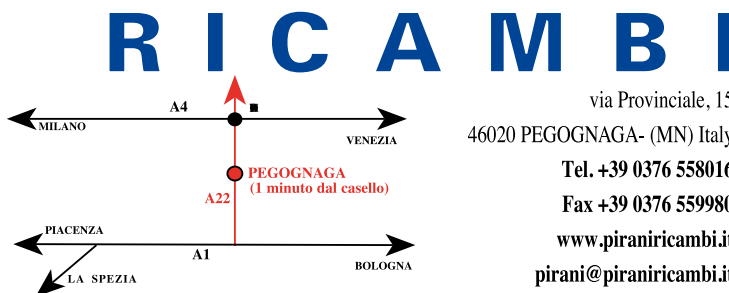 RICAMBI
A4
MILANO
VENEZIA
PEGOGNAGA
(1 minuto dal casello)
A22
PIACENZA
A1
BOLOGNA
LA SPEZIA
via Provinciale, 15
46020 PEGOGNAGA- (MN) Italy
Tel. +39 0376 558016
Fax +39 0376 559980
www.piraniricambi.it
pirani@piraniricambi.it